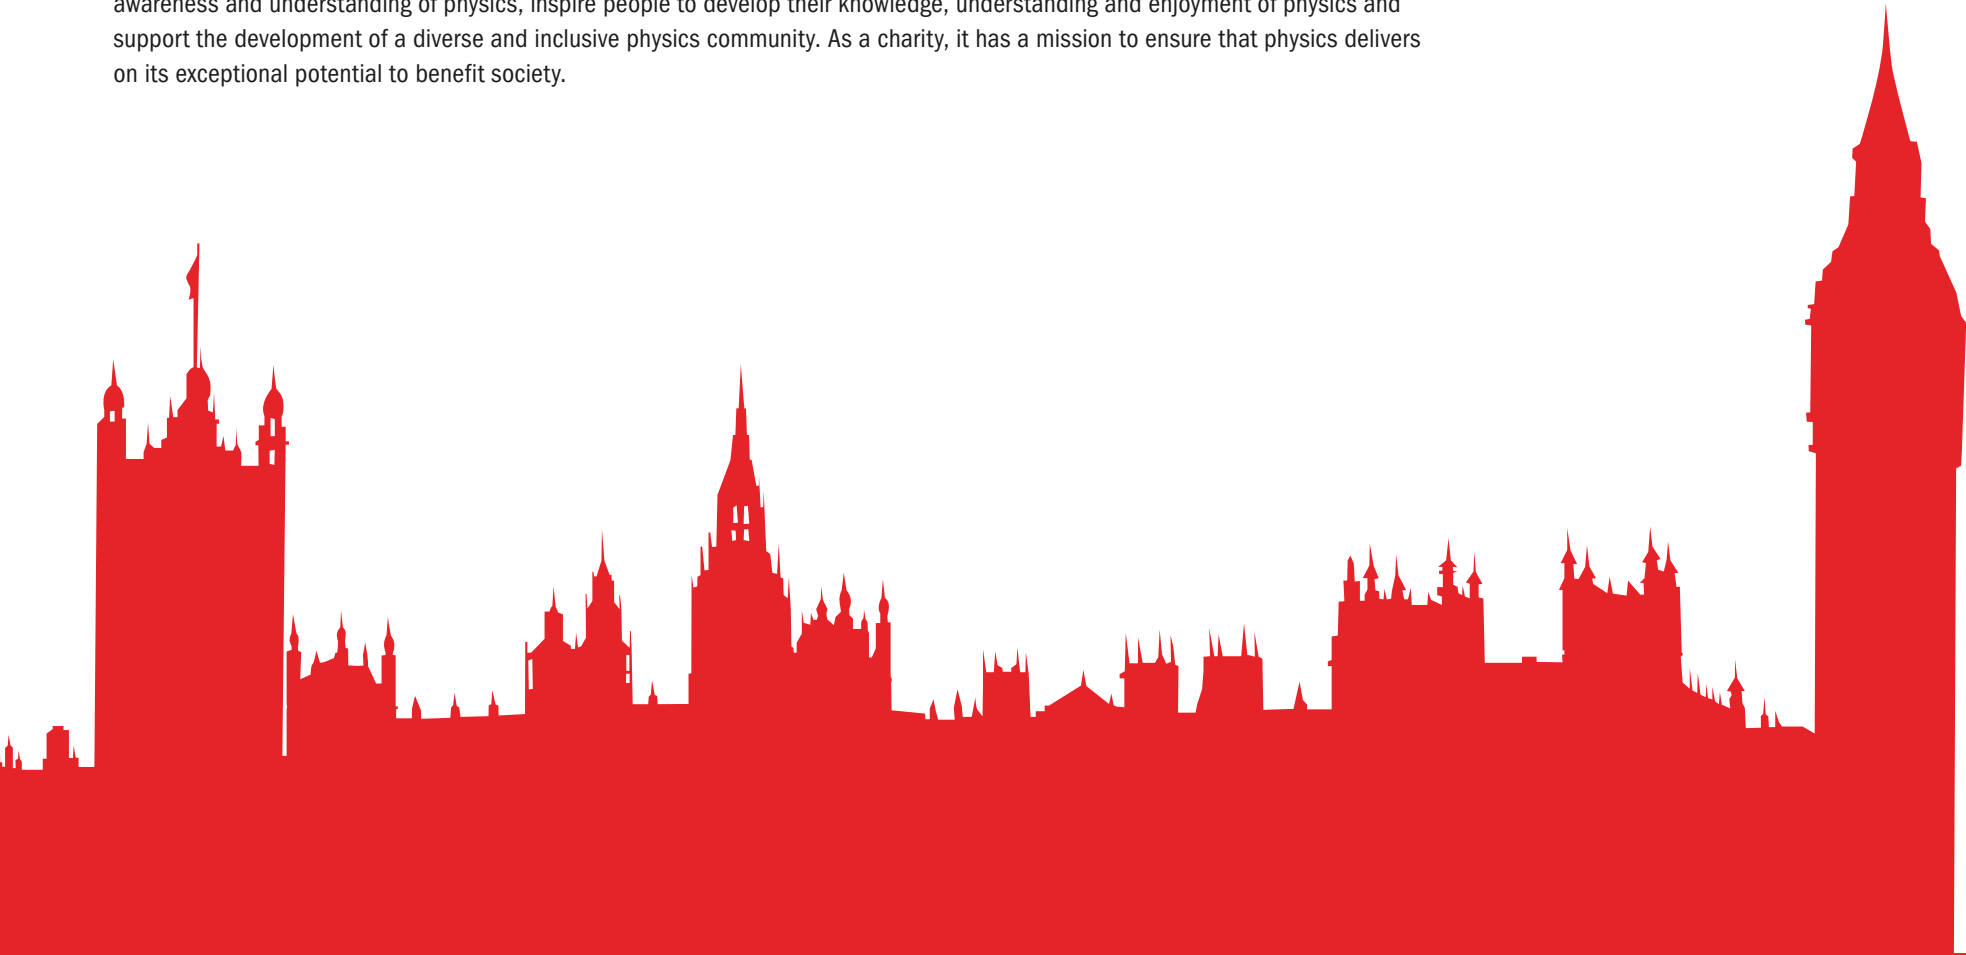 awareness and understanding of physics, inspire people to develop their knowledge, understanding and enjoyment of physics and
support the development of a diverse and inclusive physics community. As a charity, it has a mission to ensure that physics delivers
on its exceptional potential to benefit society.